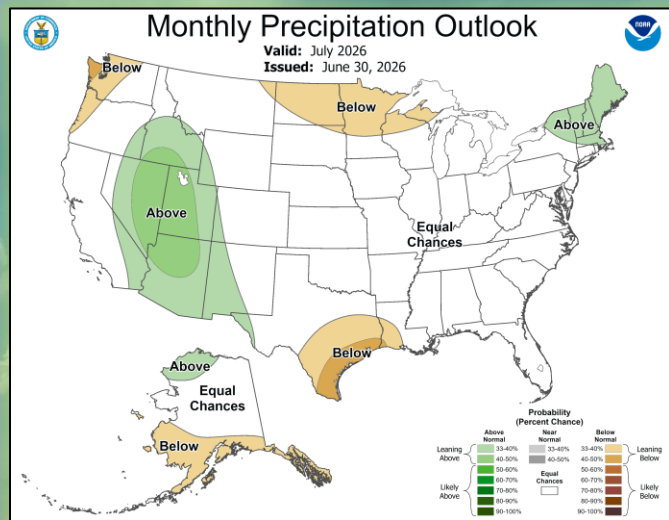 Monthly Precipitation Outlook
Valid: July 2026
Issued: June 30, 2026
NOAA
Below
Below
Above
Above
Equal
Chances
Below
Above
Equal
Chances
Below
Probability
(Percent Chance)
Above
Normal
Near
Normal
Below
Normal
Leaning
Above
33-40%
40-50%
50-60%
60-70%
70-80%
80-90%
90-100%
Likely
Above
33-40%
40-50%
Equal
Chances
33-40%
40-50%
50-60%
60-70%
70-80%
80-90%
90-100%
Leaning
Below
Likely
Below